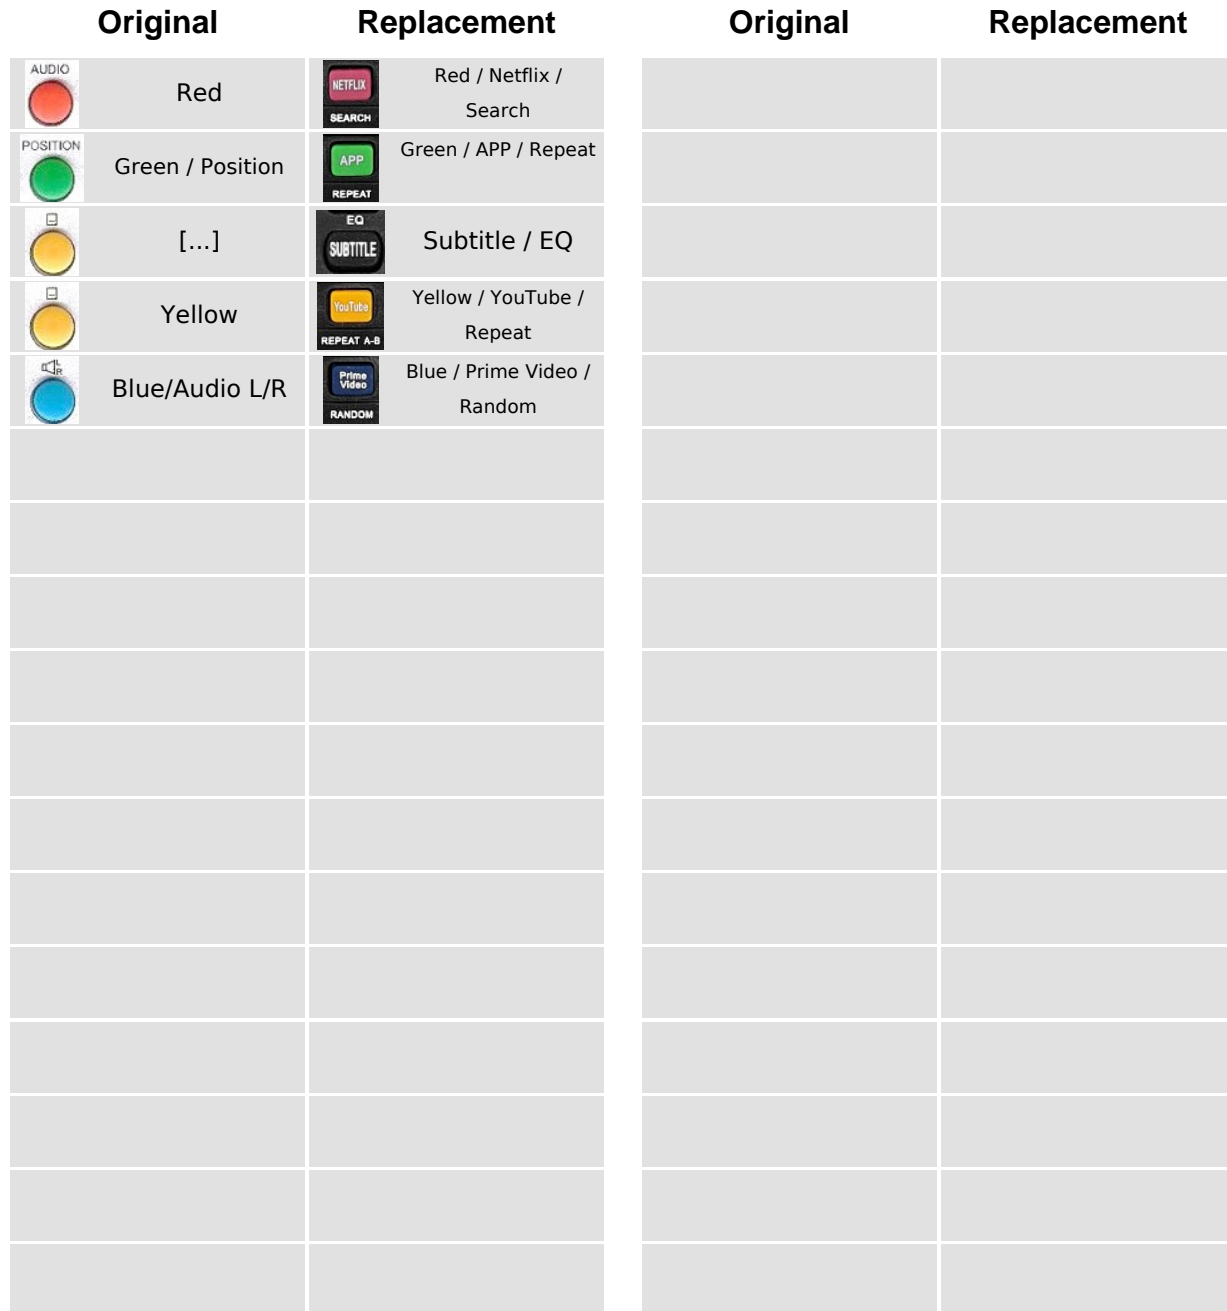 Original Replacement Original Replacement
AUDIO
Red
NETFLIX
SEARCH
Red / Netflix /
Search
POSITION
Green / Position
APP
REPEAT
Green / APP / Repeat
[...]
EQ
SUBTITLE
Subtitle / EQ
Yellow
YouTube
REPEAT A-B
Yellow / YouTube /
Repeat
L
R
Blue/Audio L/R
Prime
Video
RANDOM
Blue / Prime Video /
Random